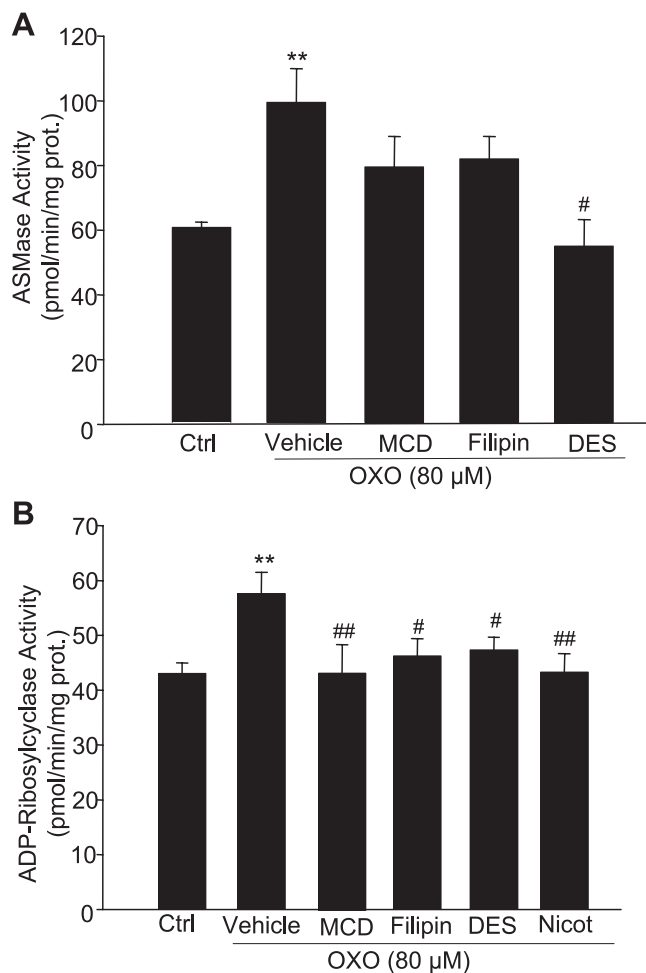 A
ASMase Activity
(pmol/min/mg prot.)
120
100
80
60
40
20
0
**
#
Ctrl Vehicle MCD Filipin DES
OXO (80 μM)
B
ADP-Ribosylcyclase Activity
(pmol/min/mg prot.)
70
60
50
40
30
20
10
0
**
## # # ##
Ctrl Vehicle MCD Filipin DES Nicot
OXO (80 μM)